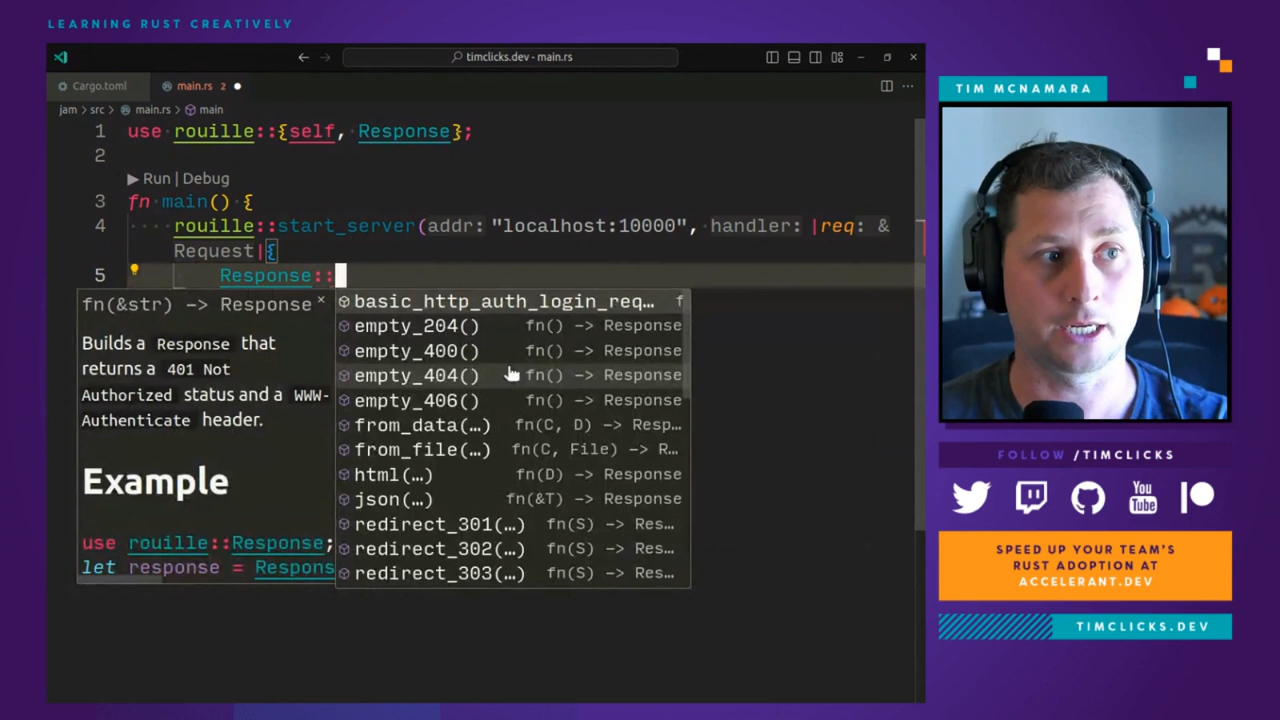 LEARNING RUST CREATIVELY
timclicks.dev - main.rs
Cargo.toml
main.rs 2
jam > src > main.rs > main
1 use rouille::{self, Response};
2
Run | Debug
3 fn main() {
4 ····rouille::start_server(addr: "localhost:10000", handler: |req: &
Request|{
5 Response::
fn(&str) -> Response
Builds a Response that
returns a 401 Not
Authorized status and a WWW-
Authenticate header.
Example
use rouille::Response;
let response = Respons
basic_http_auth_login_req… f
empty_204() fn() -> Response
empty_400() fn() -> Response
empty_404() fn() -> Response
empty_406() fn() -> Response
from_data(…) fn(C, D) -> Resp…
from_file(…) fn(C, File) -> R…
html(…) fn(D) -> Response
json(…) fn(&T) -> Response
redirect_301(…) fn(S) -> Res…
redirect_302(…) fn(S) -> Res…
redirect_303(…) fn(S) -> Res…
TIM MCNAMARA
FOLLOW /TIMCLICKS
You
Tube
SPEED UP YOUR TEAM'S
RUST ADOPTION AT
ACCELERANT.DEV
TIMCLICKS.DEV